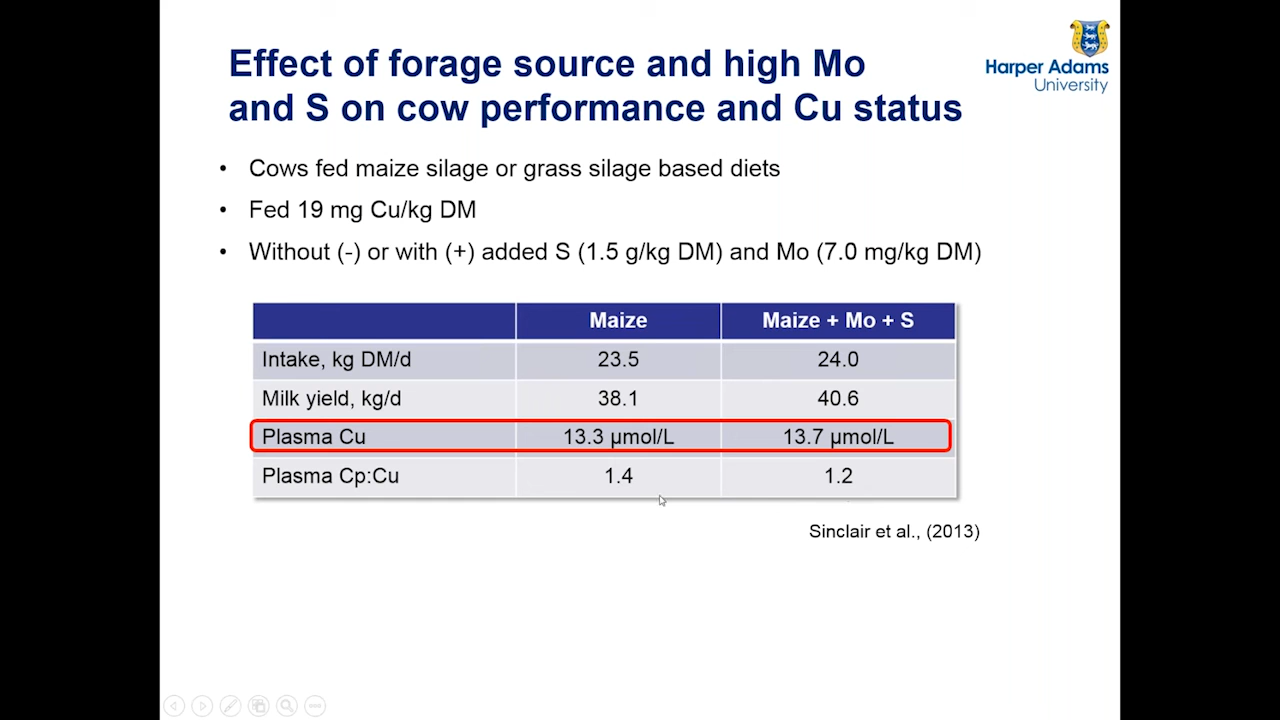 Effect of forage source and high Mo
and S on cow performance and Cu status
Harper Adams
University
• Cows fed maize silage or grass silage based diets
• Fed 19 mg Cu/kg DM
• Without (-) or with (+) added S (1.5 g/kg DM) and Mo (7.0 mg/kg DM)
Maize Maize + Mo + S
Intake, kg DM/d 23.5 24.0
Milk yield, kg/d 38.1 40.6
Plasma Cu 13.3 µmol/L 13.7 µmol/L
Plasma Cp:Cu 1.4 1.2
Sinclair et al., (2013)